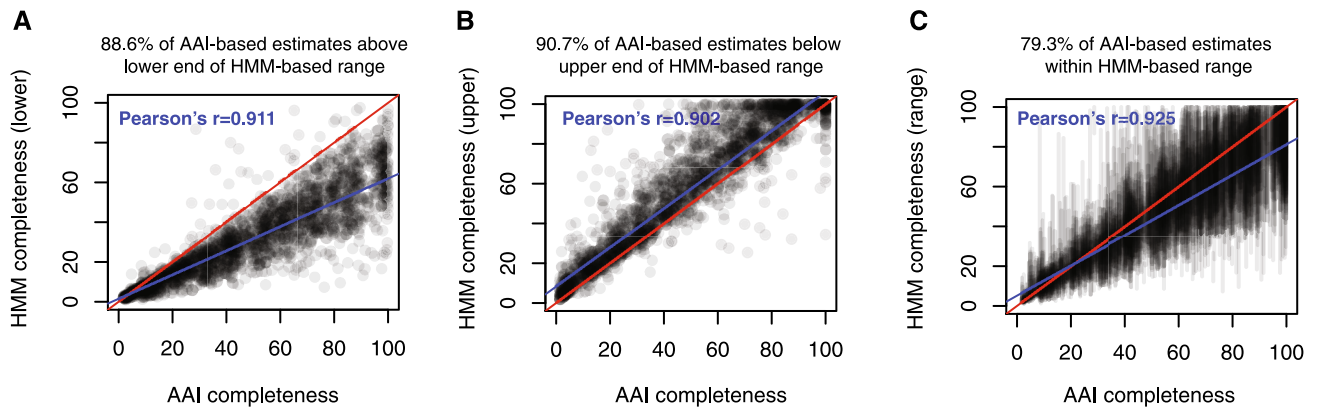 A
88.6% of AAI-based estimates above
lower end of HMM-based range
Pearson's r=0.911
HMM completeness (lower)
0
20
60
100
0 20 40 60 80 100
AAI completeness
B
90.7% of AAI-based estimates below
upper end of HMM-based range
Pearson's r=0.902
HMM completeness (upper)
0
20
60
100
0 20 40 60 80 100
AAI completeness
C
79.3% of AAI-based estimates
within HMM-based range
Pearson's r=0.925
HMM completeness (range)
0
20
60
100
0 20 40 60 80 100
AAI completeness